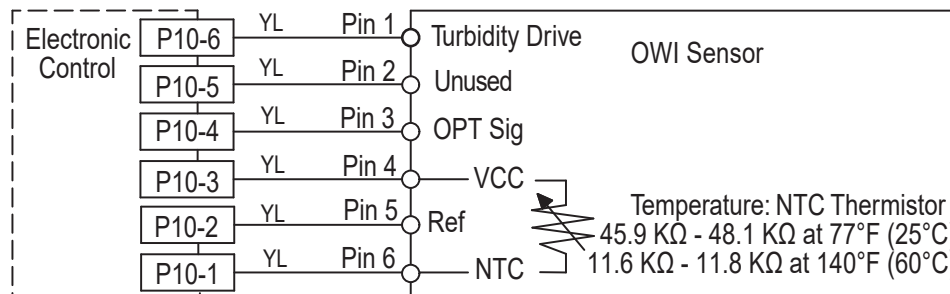 Electronic
Control
P10-6 YL Pin 1 Turbidity Drive
OWI Sensor
P10-5 YL Pin 2 Unused
P10-4 YL Pin 3 OPT Sig
P10-3 YL Pin 4 VCC
P10-2 YL Pin 5 Ref
P10-1 YL Pin 6 NTC
Temperature: NTC Thermistor
45.9 KΩ - 48.1 KΩ at 77°F (25°C
11.6 KΩ - 11.8 KΩ at 140°F (60°C